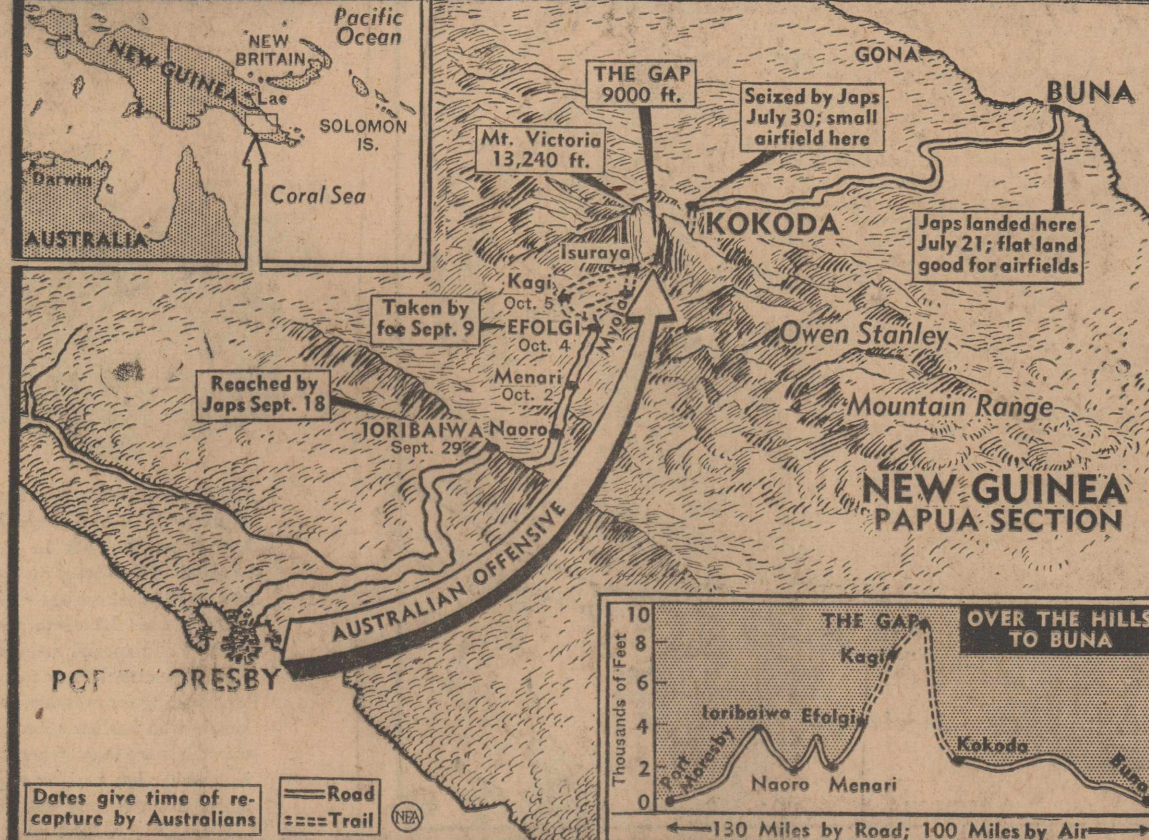 Pacific
Ocean
NEW GUINEA
NEW
BRITAIN
Lae
SOLOMON
IS.
Darwin
Coral Sea
AUSTRALIA
GONA
BUNA
THE GAP
9000 ft.
Seized by Japs
July 30; small
airfield here
Mt. Victoria
13,240 ft.
KOKODA
Japs landed here
July 21; flat land
good for airfields
Isuraya
Kagi
Oct. 5
Myola
Taken by
foe Sept. 9
EFOLGI
Oct. 4
Owen Stanley
Mountain Range
Menari
Oct. 2
Reached by
Japs Sept. 18
IORIBAIWA
Sept. 29
Naoro
NEW GUINEA
PAPUA SECTION
AUSTRALIAN OFFENSIVE
ORESBY
Dates give time of re-
capture by Australians
Road
Trail
NEA
OVER THE HILLS
TO BUNA
Thousands of Feet
10
8
6
4
2
0
THE GAP
Kagi
Ioribaiwa
Efolgi
Port
Moresby
Naoro
Menari
Kokoda
Buna
130 Miles by Road; 100 Miles by Air